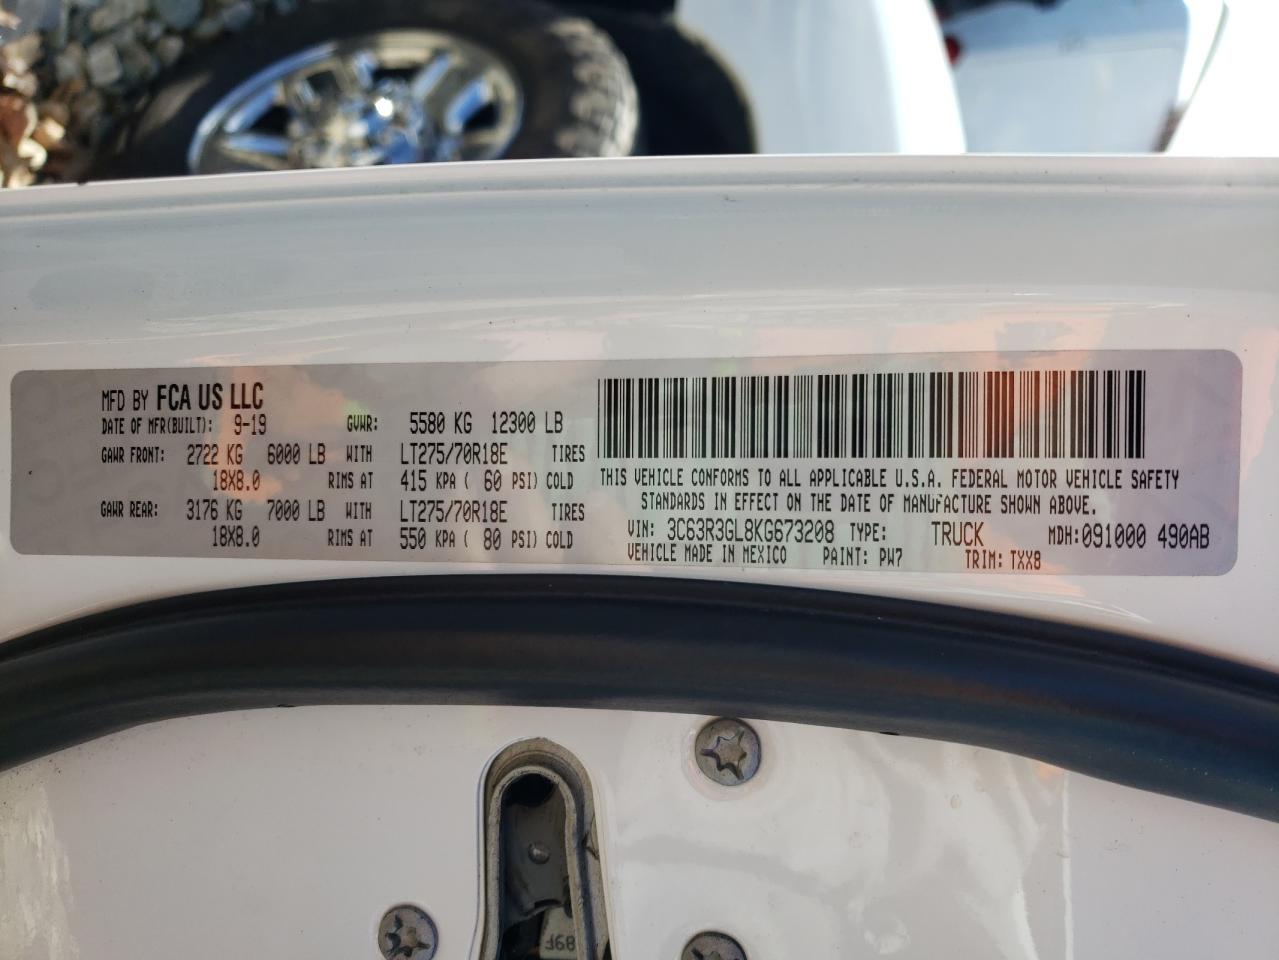 MFD BY FCA US LLC
DATE OF MFR(BUILT): 9-19 GVWR: 5580 KG 12300 LB
GAWR FRONT: 2722 KG 6000 LB WITH LT275/70R18E TIRES
18X8.0 RIMS AT 415 KPA ( 60 PSI) COLD
GAWR REAR: 3176 KG 7000 LB WITH LT275/70R18E TIRES
18X8.0 RIMS AT 550 KPA ( 80 PSI) COLD
THIS VEHICLE CONFORMS TO ALL APPLICABLE U.S.A. FEDERAL MOTOR VEHICLE SAFETY
STANDARDS IN EFFECT ON THE DATE OF MANUFACTURE SHOWN ABOVE.
VIN: 3C63R3GL8KG673208 TYPE: TRUCK MDH: 091000 490AB
VEHICLE MADE IN MEXICO PAINT: PW7 TRIM: TXX8